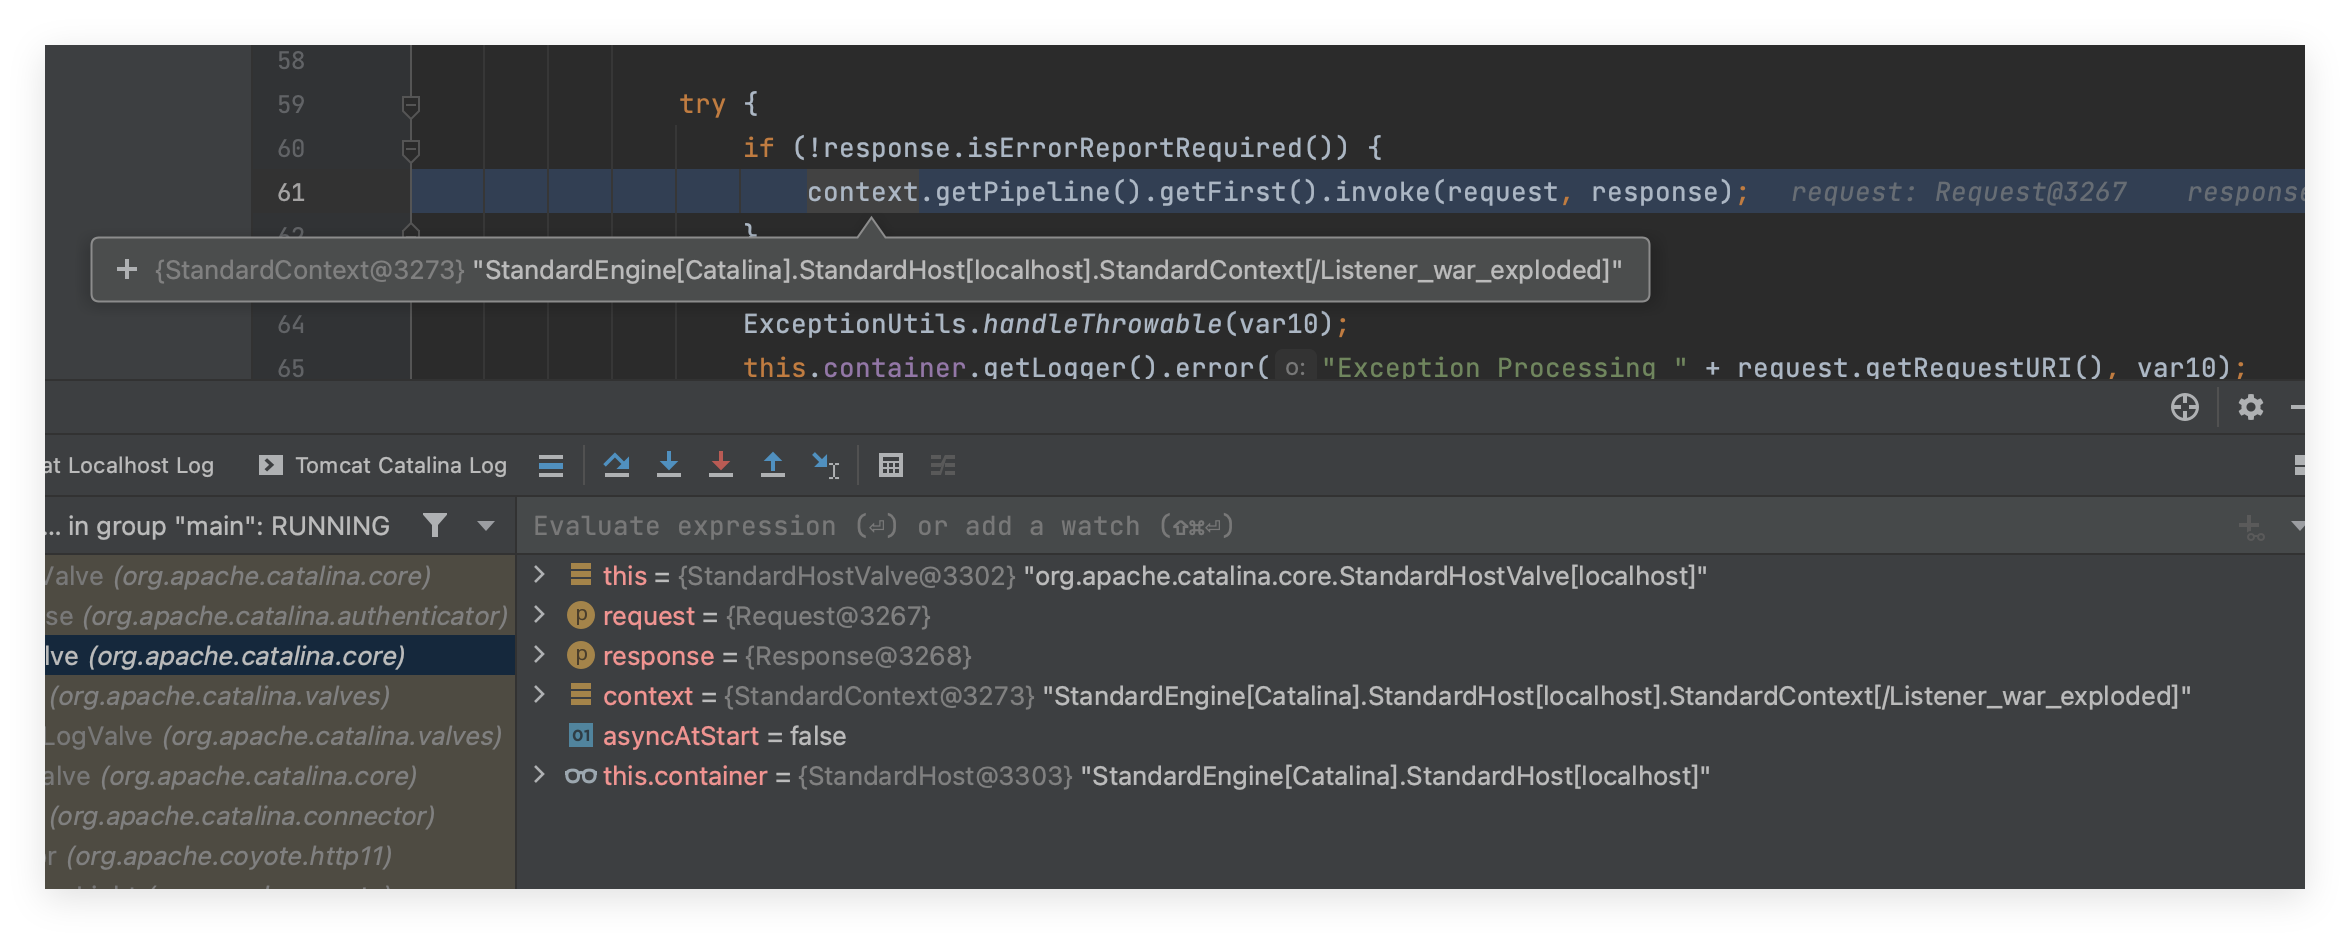 58
59 try {
60 if (!response.isErrorReportRequired()) {
61 context.getPipeline().getFirst().invoke(request, response); request: Request@3267 response
62 }
+ {StandardContext@3273} "StandardEngine[Catalina].StandardHost[localhost].StandardContext[/Listener_war_exploded]"
64 ExceptionUtils.handleThrowable(var10);
65 this.container.getLogger().error( o: "Exception Processing " + request.getRequestURI(), var10);
at Localhost Log Tomcat Catalina Log
... in group "main": RUNNING
Evaluate expression (⏎) or add a watch (⇧⌘⏎)
Valve (org.apache.catalina.core)
se (org.apache.catalina.authenticator)
lve (org.apache.catalina.core)
(org.apache.catalina.valves)
LogValve (org.apache.catalina.valves)
alve (org.apache.catalina.core)
(org.apache.catalina.connector)
r (org.apache.coyote.http11)
this = {StandardHostValve@3302} "org.apache.catalina.core.StandardHostValve[localhost]"
p request = {Request@3267}
p response = {Response@3268}
context = {StandardContext@3273} "StandardEngine[Catalina].StandardHost[localhost].StandardContext[/Listener_war_exploded]"
01 asyncAtStart = false
this.container = {StandardHost@3303} "StandardEngine[Catalina].StandardHost[localhost]"